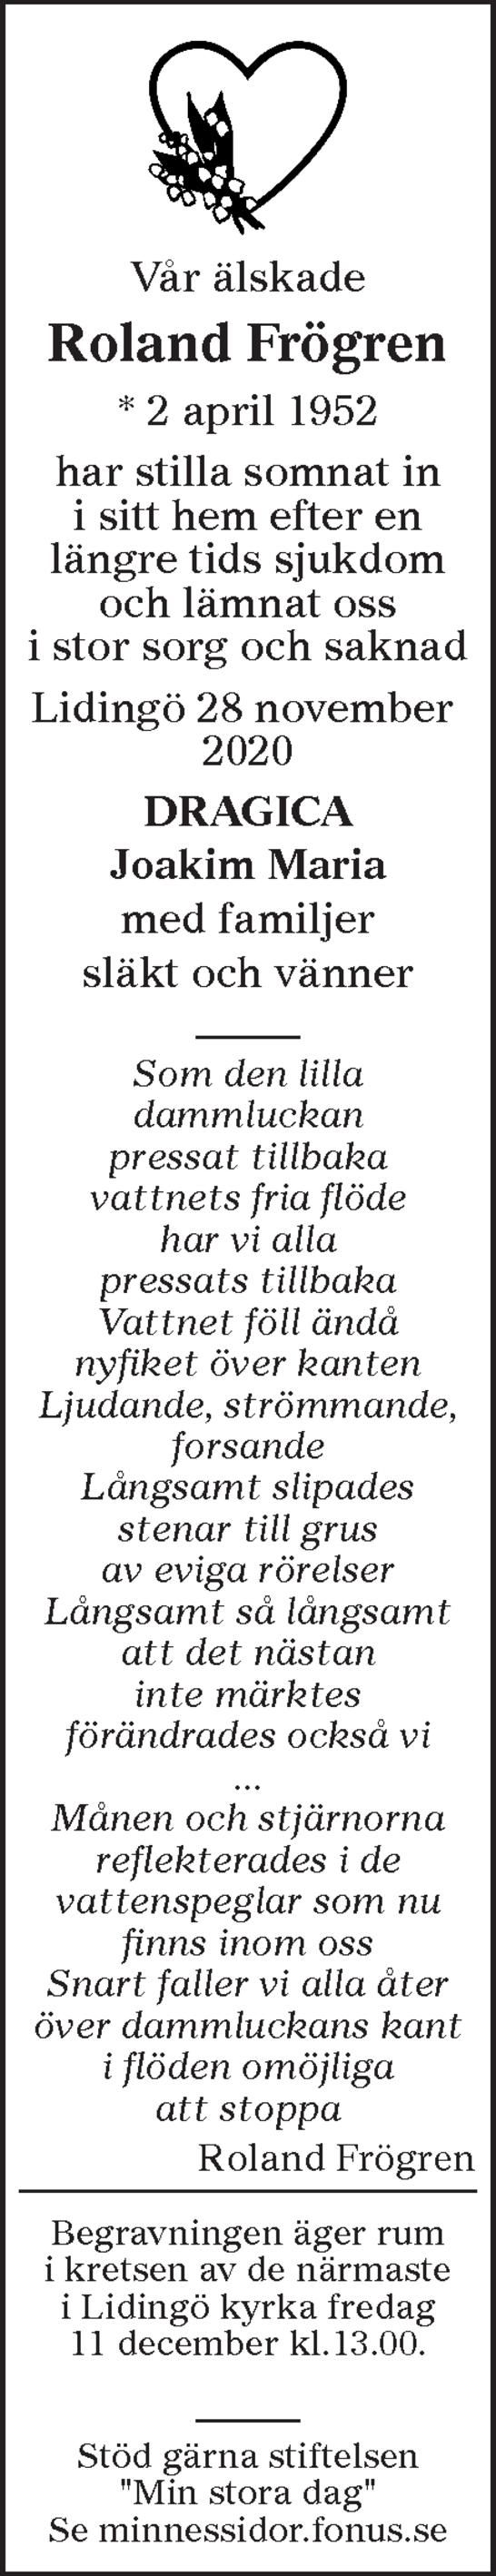 Vår älskade
Roland Frögren
* 2 april 1952
har stilla somnat in
i sitt hem efter en
längre tids sjukdom
och lämnat oss
i stor sorg och saknad
Lidingö 28 november
2020
DRAGICA
Joakim Maria
med familjer
släkt och vänner
Som den lilla
dammluckan
pressat tillbaka
vattnets fria flöde
har vi alla
pressats tillbaka
Vattnet föll ändå
nyfiket över kanten
Ljudande, strömmande,
forsande
Långsamt slipades
stenar till grus
av eviga rörelser
Långsamt så långsamt
att det nästan
inte märktes
förändrades också vi
...
Månen och stjärnorna
reflekterades i de
vattenspeglar som nu
finns inom oss
Snart faller vi alla åter
över dammluckans kant
i flöden omöjliga
att stoppa
Roland Frögren
Begravningen äger rum
i kretsen av de närmaste
i Lidingö kyrka fredag
11 december kl.13.00.
Stöd gärna stiftelsen
"Min stora dag"
Se minnessidor.fonus.se